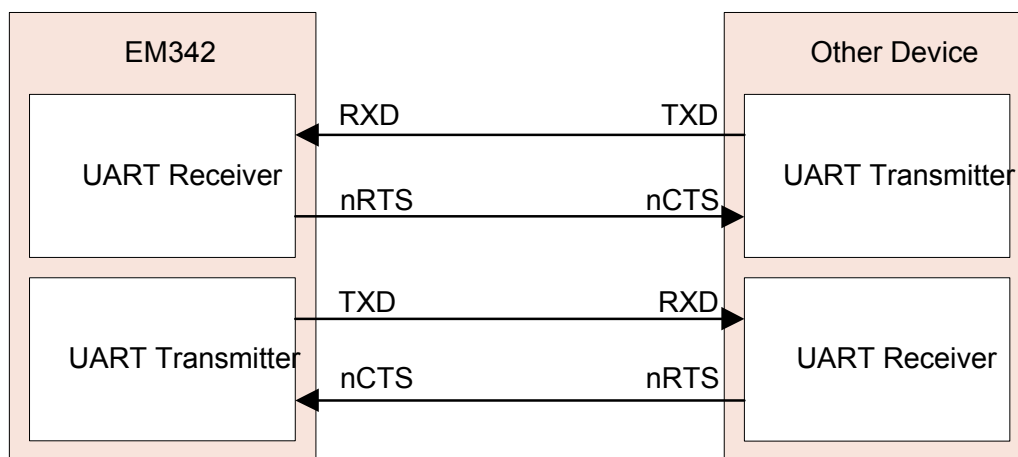 EM342
Other Device
RXD
TXD
UART Receiver
UART Transmitter
nRTS
nCTS
TXD
RXD
UART Transmitter
UART Receiver
nCTS
nRTS